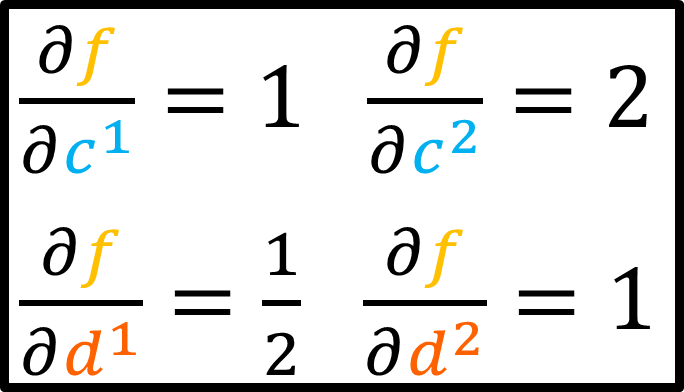 ∂f/∂c¹ = 1 ∂f/∂c² = 2
∂f/∂d¹ = 1/2 ∂f/∂d² = 1